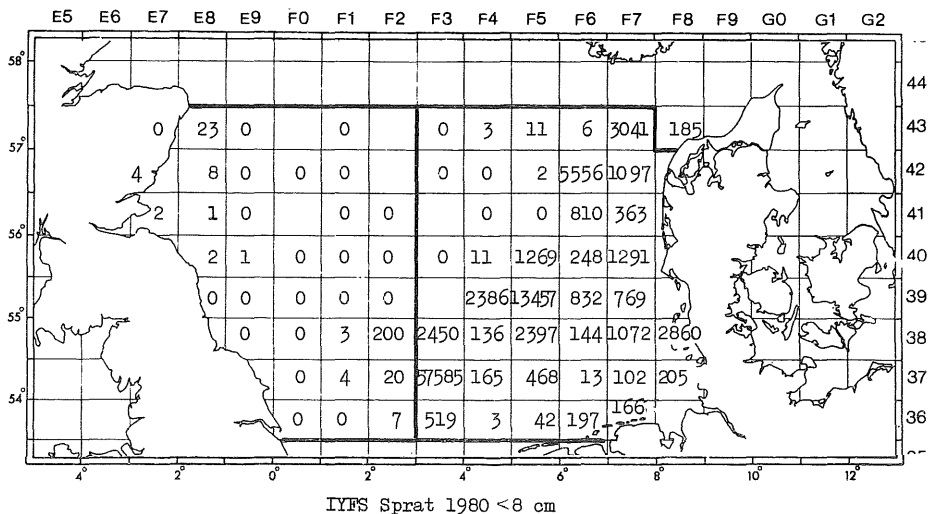 E5 E6 E7 E8 E9 F0 F1 F2 F3 F4 F5 F6 F7 F8 F9 G0 G1 G2
58° 44
0 23 0 0 0 3 11 6 3041 185 43
57°
4 8 0 0 0 0 0 2 5556 1097 42
2 1 0 0 0 0 0 810 363 41
56°
2 1 0 0 0 0 11 1269 248 1291 40
0 0 0 0 0 2386 13457 832 769 39
55°
0 0 3 200 2450 136 2397 144 1072 2860 38
0 4 20 57585 165 468 13 102 205 37
54°
0 0 7 519 3 42 197 166 36
4° 2° 0° 2° 4° 6° 8° 10° 12°
IYFS Sprat 1980 <8 cm